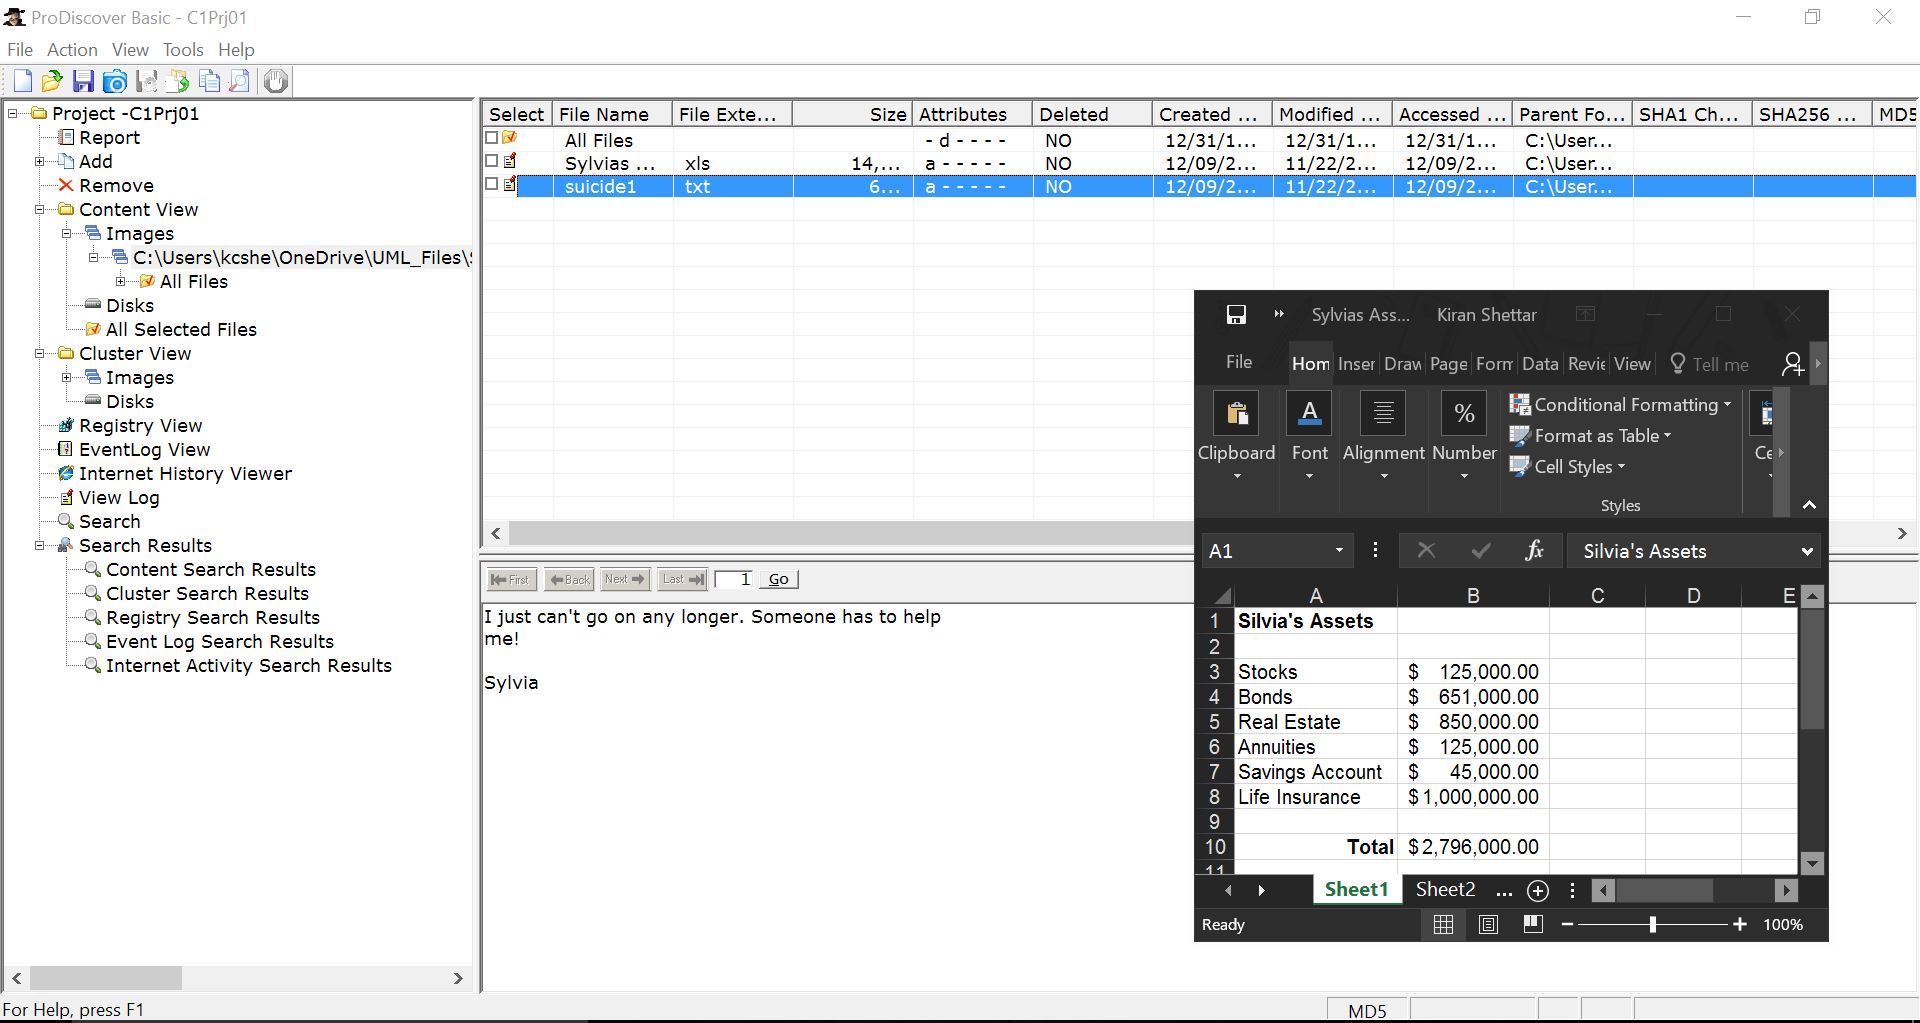 ProDiscover Basic - C1Prj01
File Action View Tools Help
Project -C1Prj01
Report
Add
Remove
Content View
Images
C:\Users\kcshe\OneDrive\UML_Files\
All Files
Disks
All Selected Files
Cluster View
Images
Disks
Registry View
EventLog View
Internet History Viewer
View Log
Search
Search Results
Content Search Results
Cluster Search Results
Registry Search Results
Event Log Search Results
Internet Activity Search Results
Select File Name File Exte... Size Attributes Deleted Created ... Modified ... Accessed ... Parent Fo... SHA1 Ch... SHA256 ... MD5
All Files - d - - - - NO 12/31/1... 12/31/1... 12/31/1... C:\User...
Sylvias ... xls 14,... a - - - - - NO 12/09/2... 11/22/2... 12/09/2... C:\User...
suicide1 txt 6... a - - - - - NO 12/09/2... 11/22/2... 12/09/2... C:\User...
First Back Next Last 1 Go
I just can't go on any longer. Someone has to help
me!
Sylvia
Sylvias Ass... Kiran Shettar
File Hom Inser Draw Page Form Data Revie View Tell me
Clipboard Font Alignment % Number
Conditional Formatting
Format as Table
Cell Styles
Ce
Styles
A1 fx Silvia's Assets
A B C D E
1 Silvia's Assets
2
3 Stocks $ 125,000.00
4 Bonds $ 651,000.00
5 Real Estate $ 850,000.00
6 Annuities $ 125,000.00
7 Savings Account $ 45,000.00
8 Life Insurance $1,000,000.00
9
10 Total $2,796,000.00
11
Sheet1 Sheet2 ...
Ready 100%
For Help, press F1 MD5